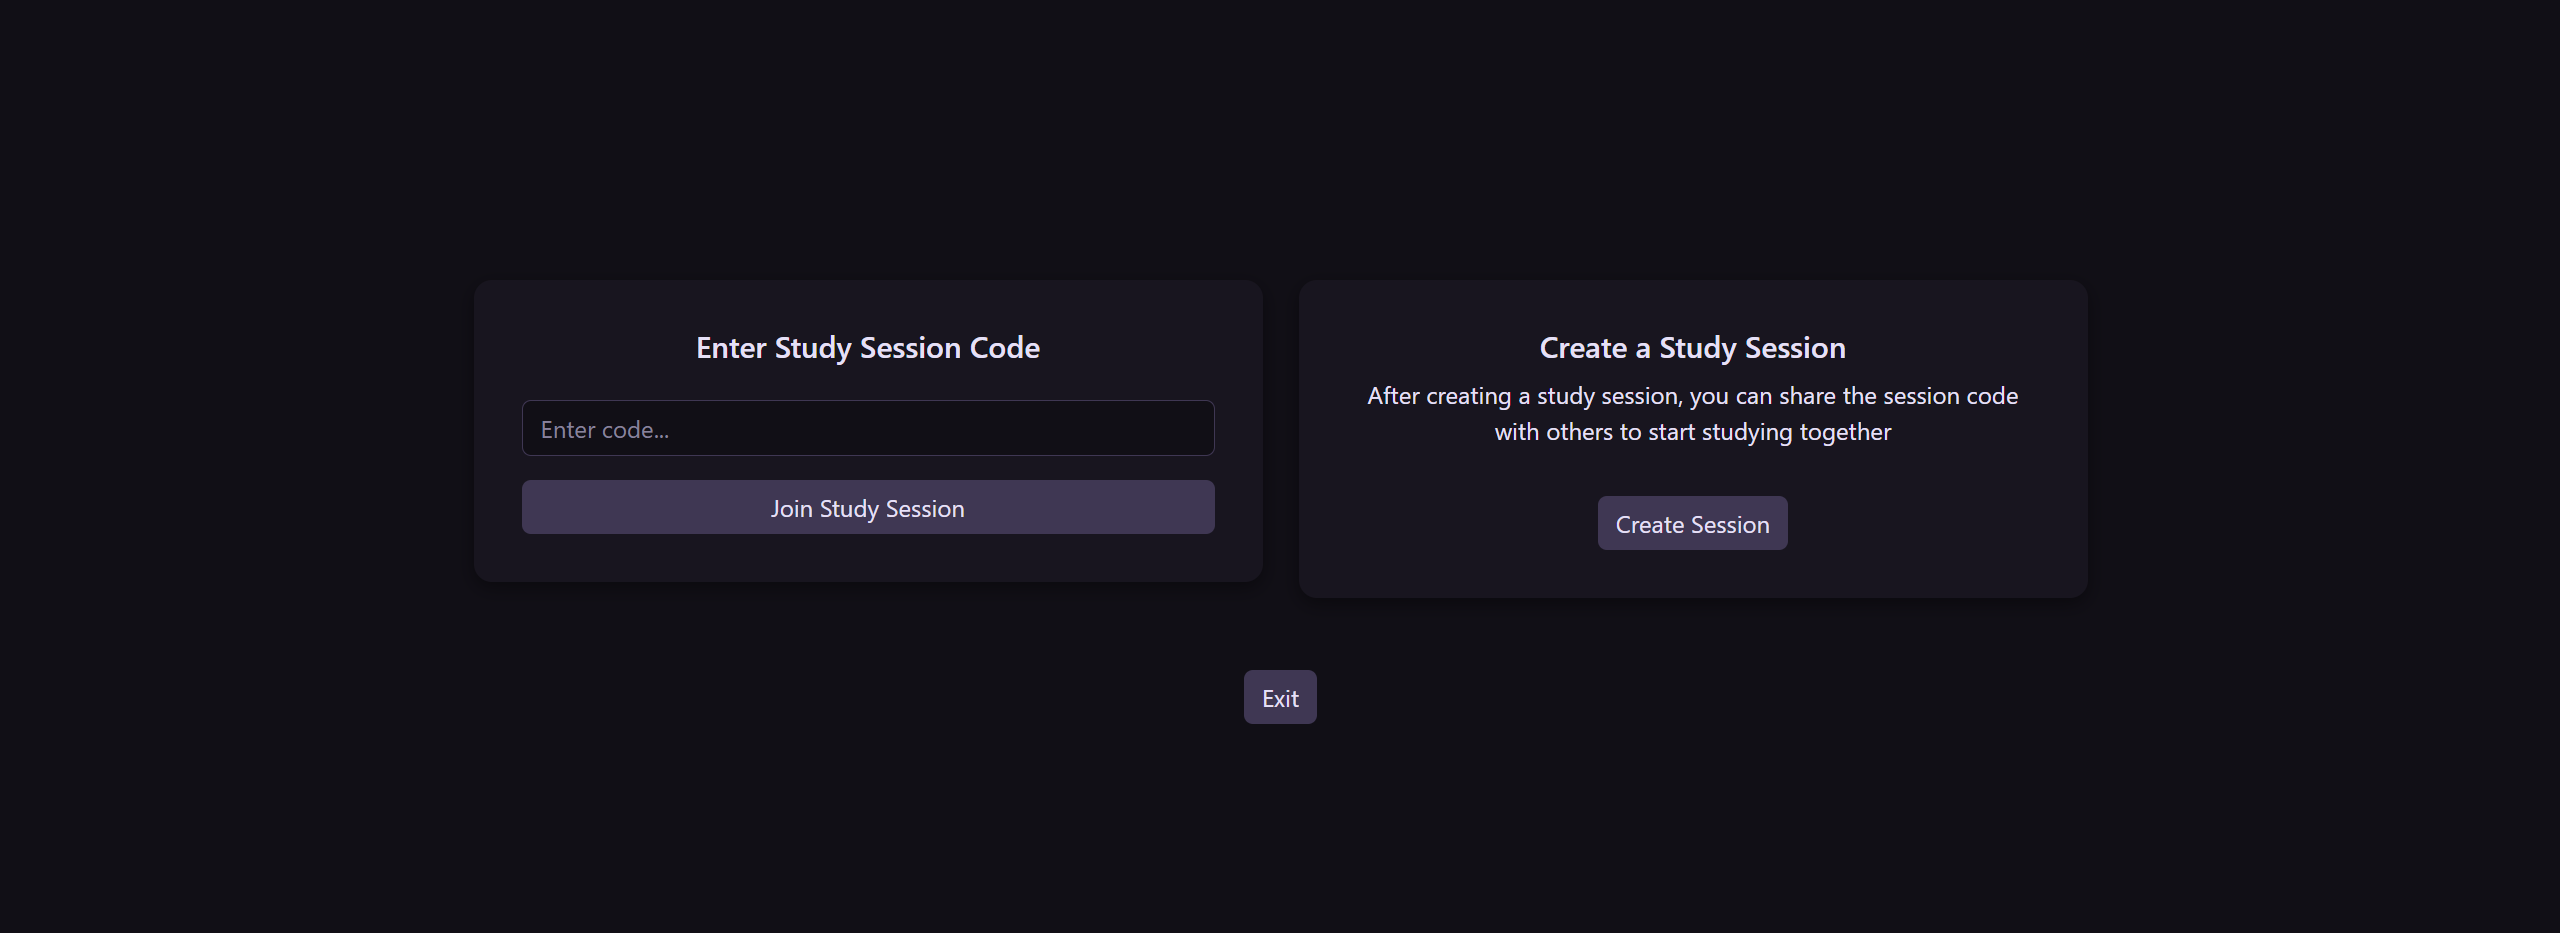 Enter Study Session Code
Enter code...
Join Study Session
Create a Study Session
After creating a study session, you can share the session code
with others to start studying together
Create Session
Exit